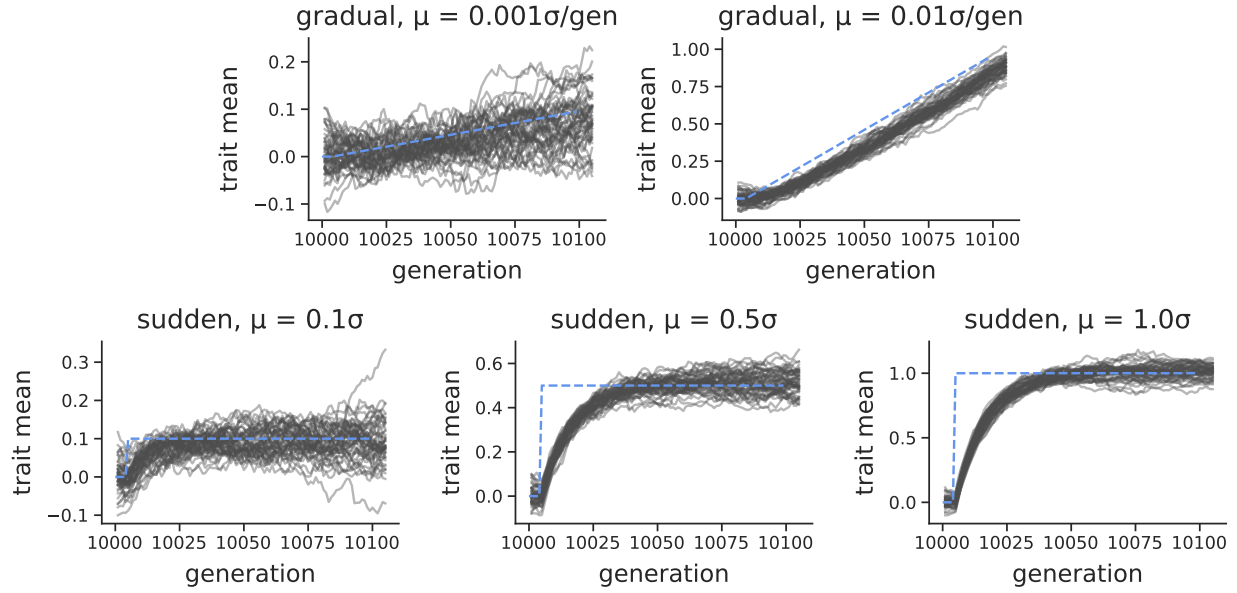 gradual, μ = 0.001σ/gen
gradual, μ = 0.01σ/gen
trait mean
0.2
0.1
0.0
−0.1
10000 10025 10050 10075 10100
generation
trait mean
1.00
0.75
0.50
0.25
0.00
10000 10025 10050 10075 10100
generation
sudden, μ = 0.1σ
sudden, μ = 0.5σ
sudden, μ = 1.0σ
trait mean
0.3
0.2
0.1
0.0
−0.1
10000 10025 10050 10075 10100
generation
trait mean
0.6
0.4
0.2
0.0
10000 10025 10050 10075 10100
generation
trait mean
1.0
0.5
0.0
10000 10025 10050 10075 10100
generation